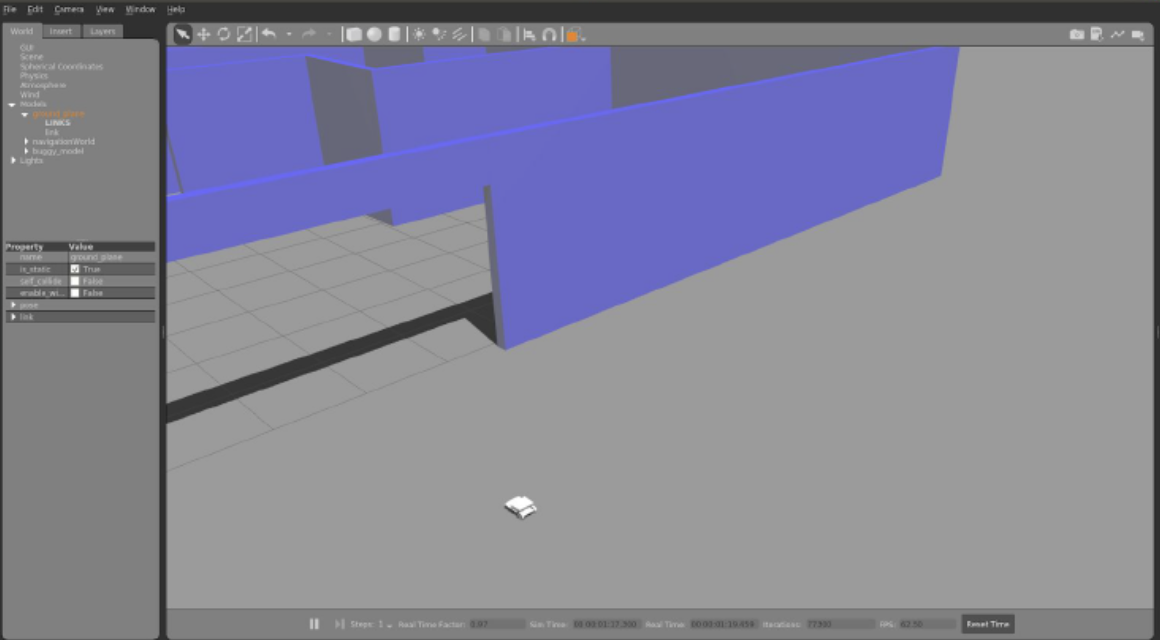 File Edit Camera View Window Help
World Insert Layers
GUI
Scene
Spherical Coordinates
Physics
Atmosphere
Wind
Models
ground_plane
LINKS
link
navigationWorld
buggy_model
Lights
Property Value
name ground_plane
is_static True
self_collide False
enable_wi... False
pose
link
Steps: 1 Real Time Factor: 0.97 Sim Time: 00 00:01:17.300 Real Time: 00 00:01:19.459 Iterations: 77300 FPS: 62.50 Reset Time